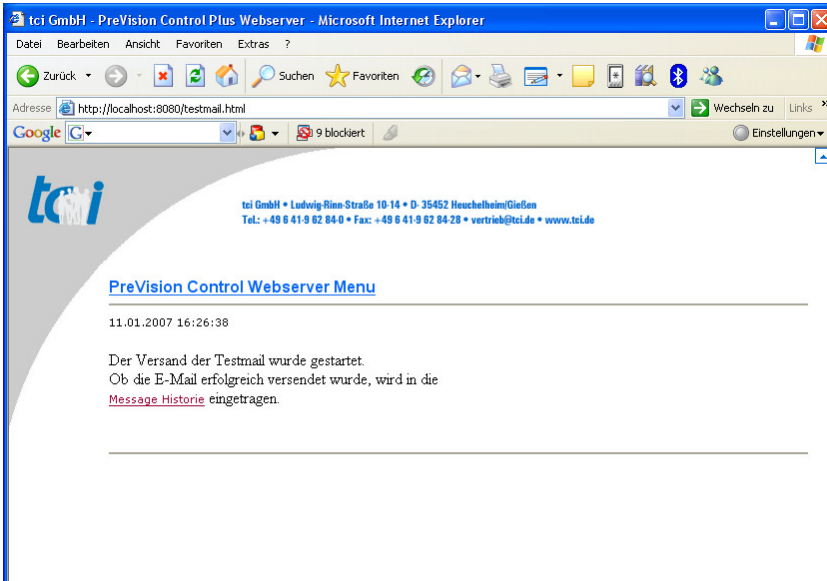 tci GmbH - PreVision Control Plus Webserver - Microsoft Internet Explorer
Datei Bearbeiten Ansicht Favoriten Extras ?
Zurück Suchen Favoriten
Adresse http://localhost:8080/testmail.html Wechseln zu Links »
Google G 9 blockiert Einstellungen
tci
tci GmbH • Ludwig-Rinn-Straße 10-14 • D- 35452 Heuchelheim/Gießen
Tel.: +49 6 41-9 62 84-0 • Fax: +49 6 41-9 62 84-28 • vertrieb@tci.de • www.tci.de
PreVision Control Webserver Menu
11.01.2007 16:26:38
Der Versand der Testmail wurde gestartet.
Ob die E-Mail erfolgreich versendet wurde, wird in die
Message Historie eingetragen.